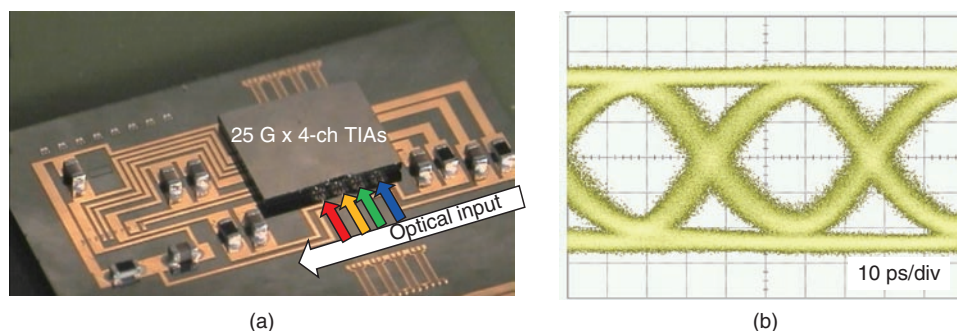 25 G x 4-ch TIAs
Optical input
10 ps/div
(a)
(b)